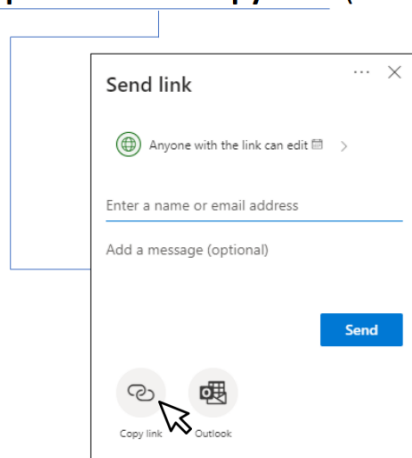 Send link
Anyone with the link can edit
Enter a name or email address
Add a message (optional)
Send
Copy link
Outlook